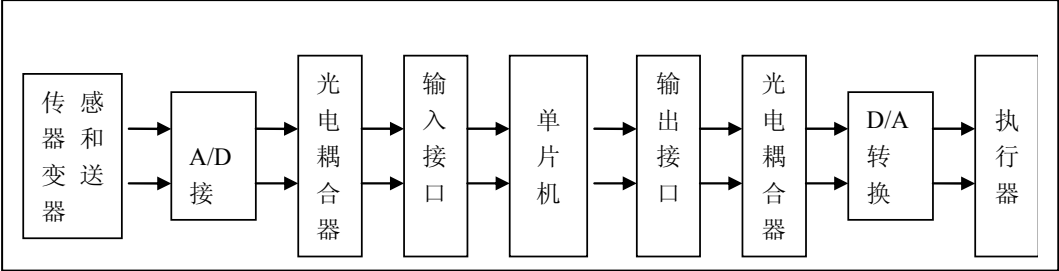 传感
器和
变送
器
A/D
接
光电耦合器
输入接口
单片机
输出接口
光电耦合器
D/A
转
换
执行器